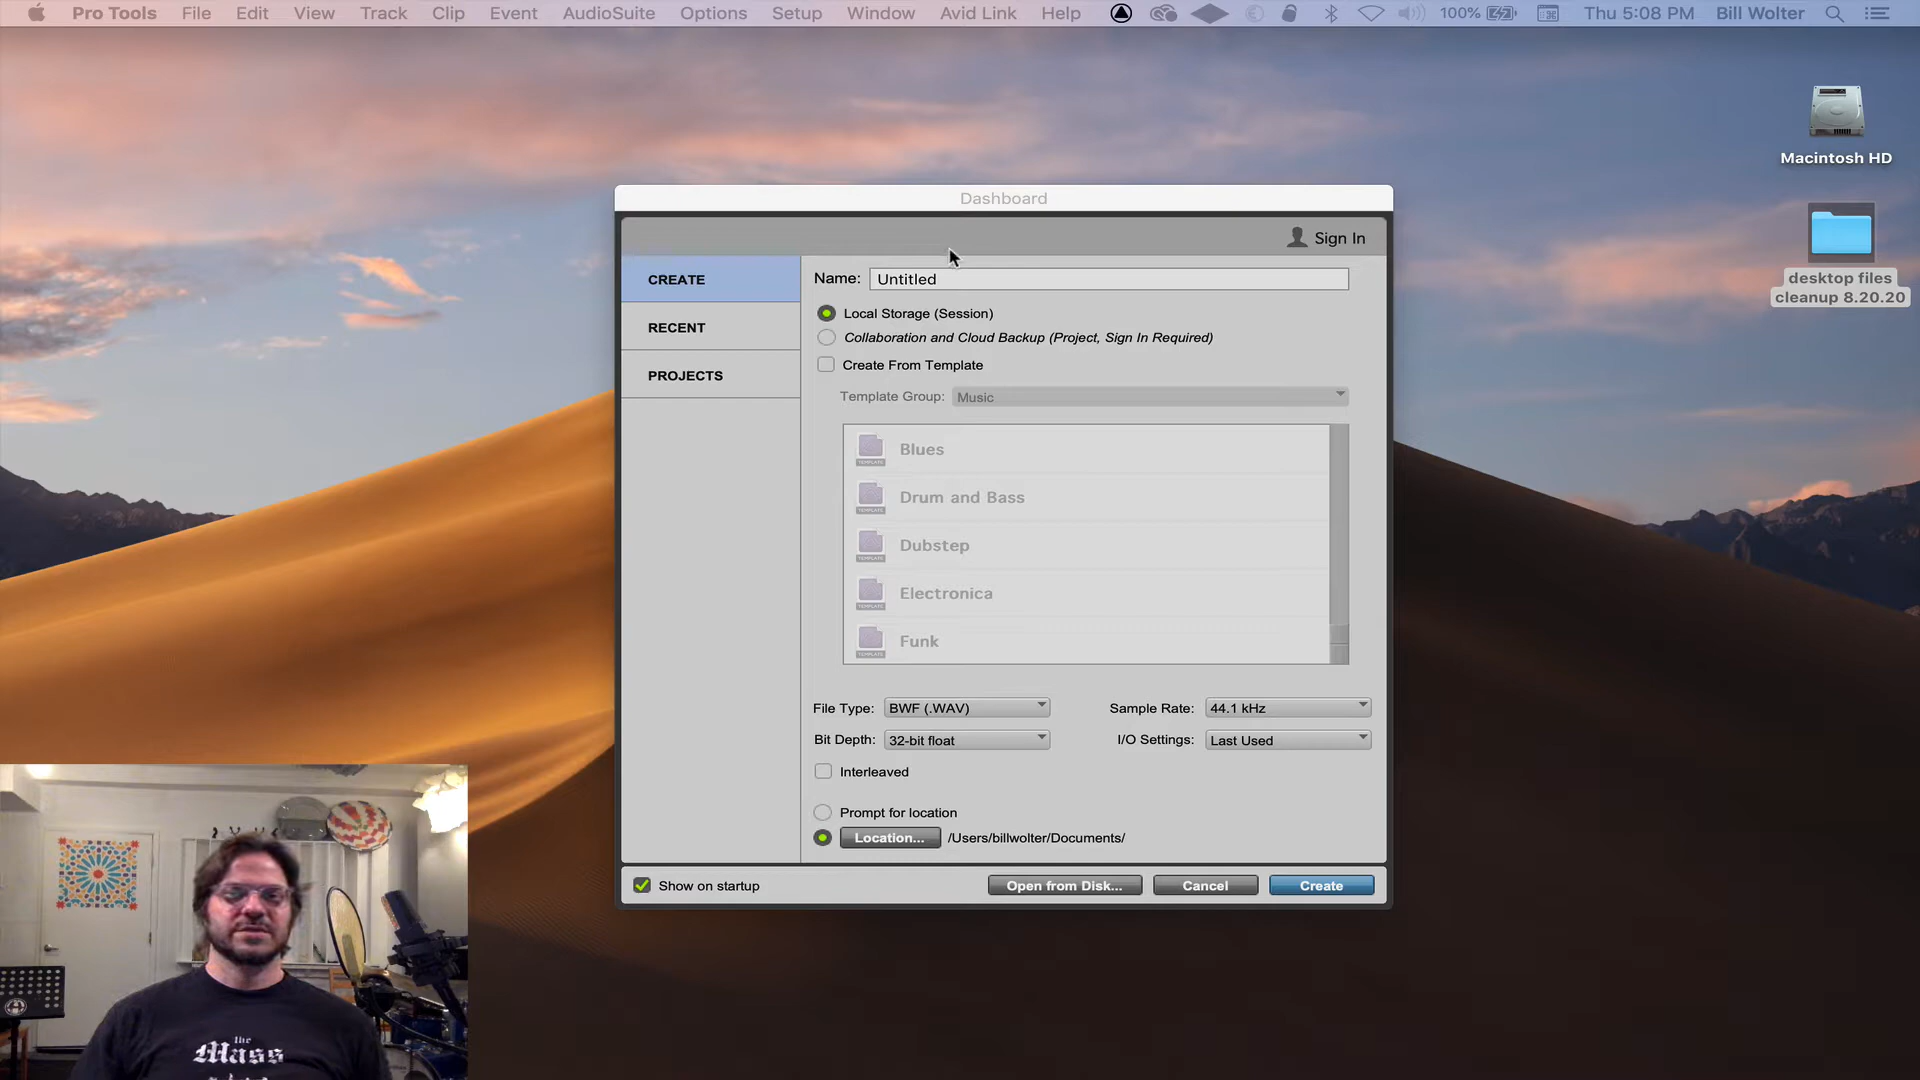 Pro Tools File Edit View Track Clip Event AudioSuite Options Setup Window Avid Link Help 100% Thu 5:08 PM Bill Wolter
Macintosh HD
desktop files
cleanup 8.20.20
Dashboard
Sign In
CREATE
RECENT
PROJECTS
Name: Untitled
Local Storage (Session)
Collaboration and Cloud Backup (Project, Sign In Required)
Create From Template
Template Group: Music
Blues
Drum and Bass
Dubstep
Electronica
Funk
File Type: BWF (.WAV) Sample Rate: 44.1 kHz
Bit Depth: 32-bit float I/O Settings: Last Used
Interleaved
Prompt for location
Location... /Users/billwolter/Documents/
Show on startup Open from Disk... Cancel Create
the
Mass